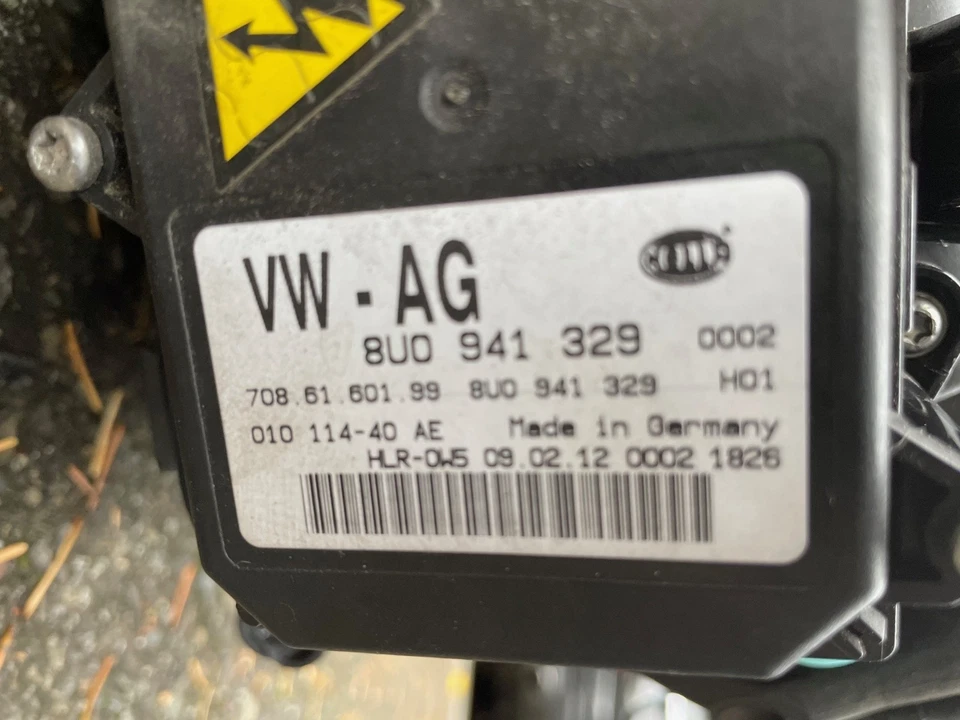 VW - AG
8U0 941 329 0002
708.61.601.99 8U0 941 329 H01
010 114-40 AE Made in Germany
HLR-0W5 09.02.12 0002 1826